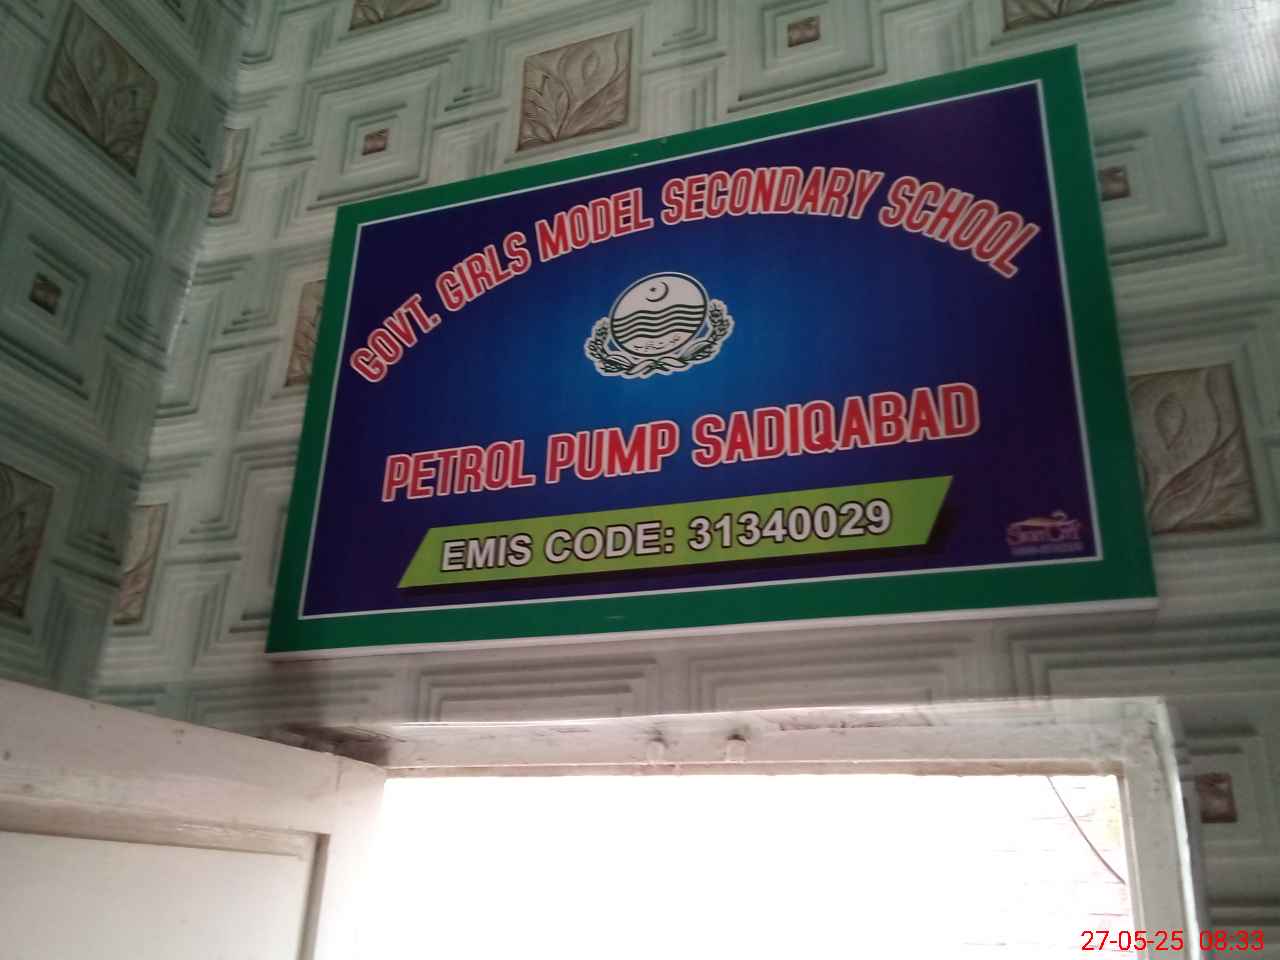 GOVT. GIRLS MODEL SECONDARY SCHOOL
PETROL PUMP SADIQABAD
EMIS CODE: 31340029
27-05-25 08:33